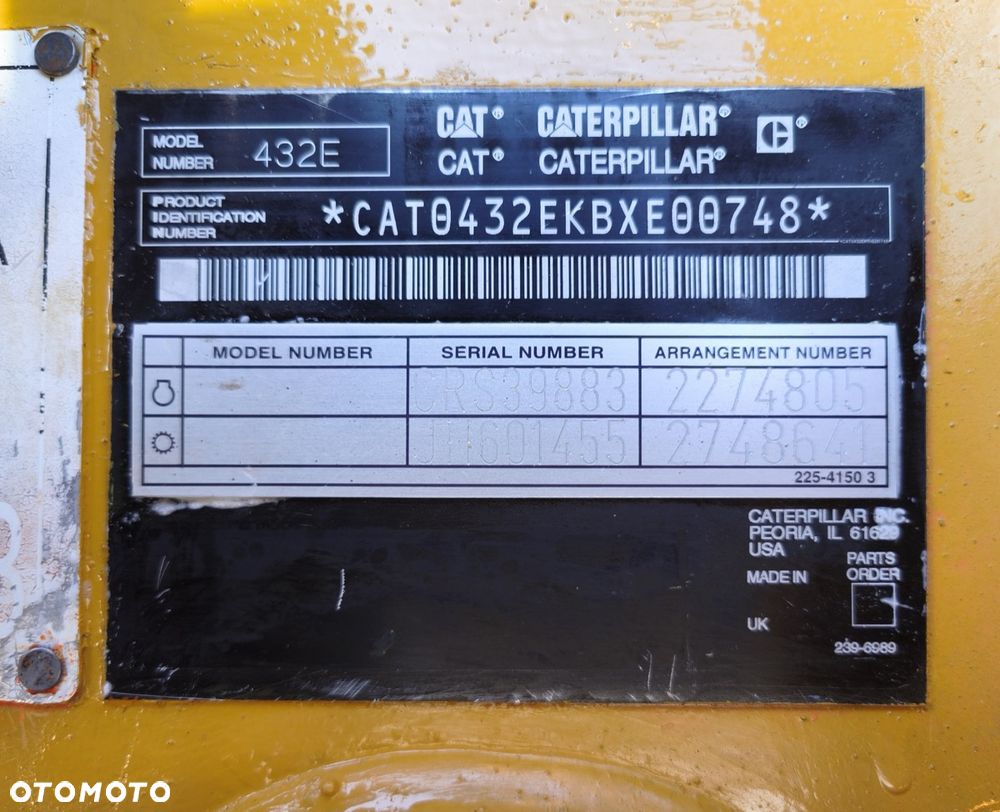 CAT® CATERPILLAR® C®
MODEL NUMBER 432E
CAT® CATERPILLAR®
PRODUCT IDENTIFICATION NUMBER *CAT0432EKBXE00748*
MODEL NUMBER SERIAL NUMBER ARRANGEMENT NUMBER
CRS39883 2274805
2748641
225-4150 3
CATERPILLAR INC.
PEORIA, IL 61629
USA
PARTS
MADE IN ORDER
UK
239-6989
OTOMOTO